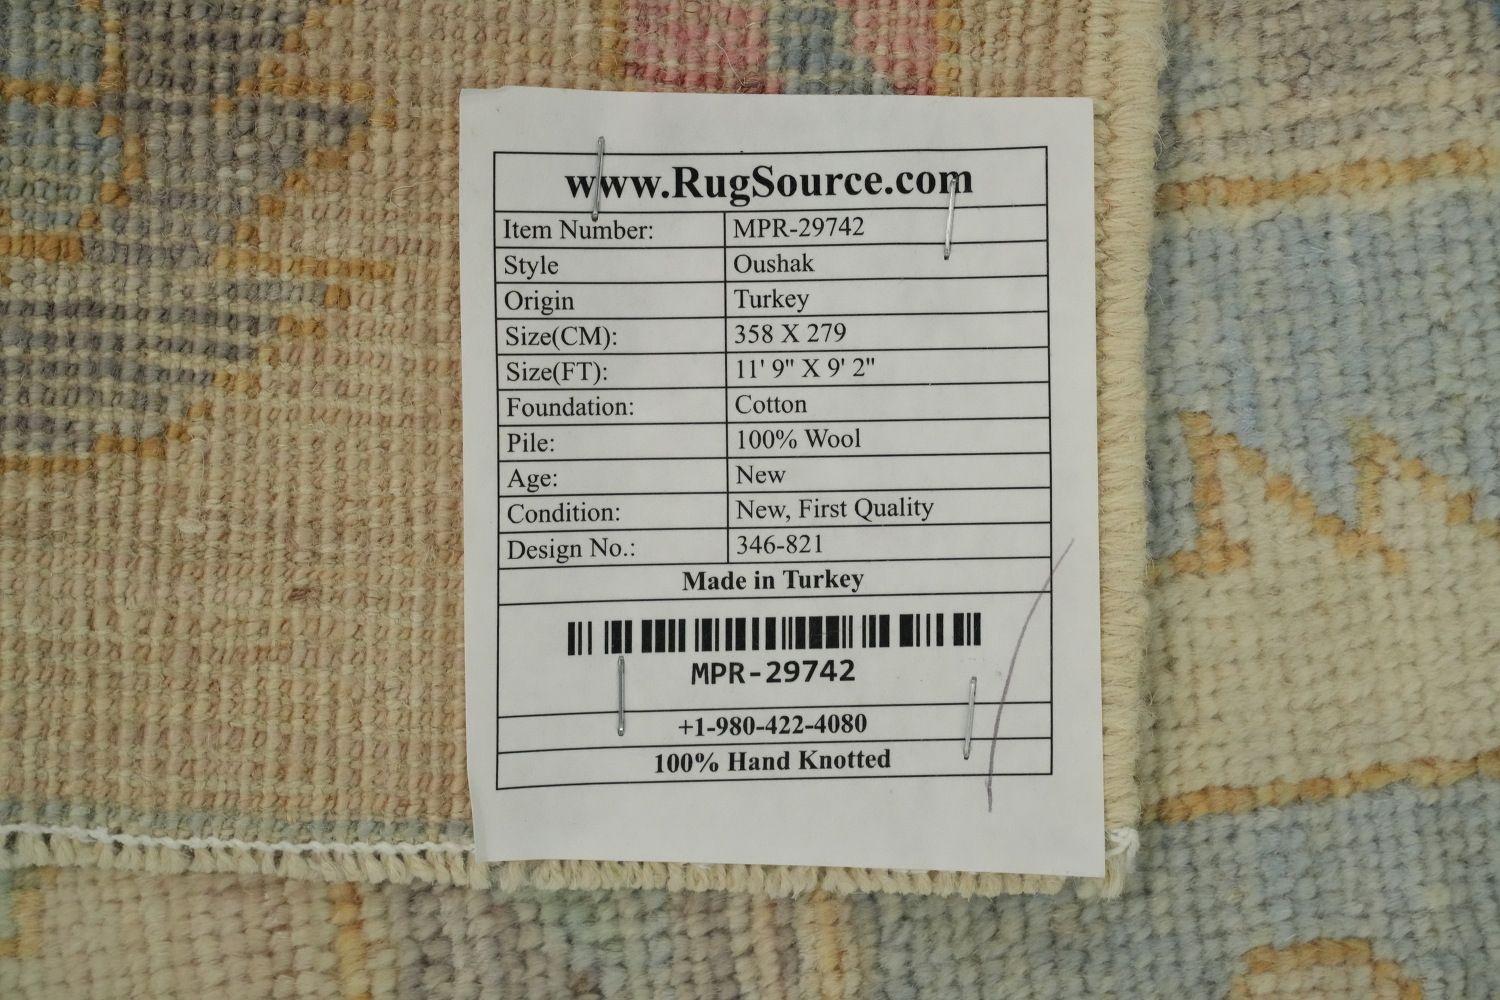 www.RugSource.com
Item Number: MPR-29742
Style Oushak
Origin Turkey
Size(CM): 358 X 279
Size(FT): 11' 9" X 9' 2"
Foundation: Cotton
Pile: 100% Wool
Age: New
Condition: New, First Quality
Design No.: 346-821
Made in Turkey
MPR-29742
+1-980-422-4080
100% Hand Knotted